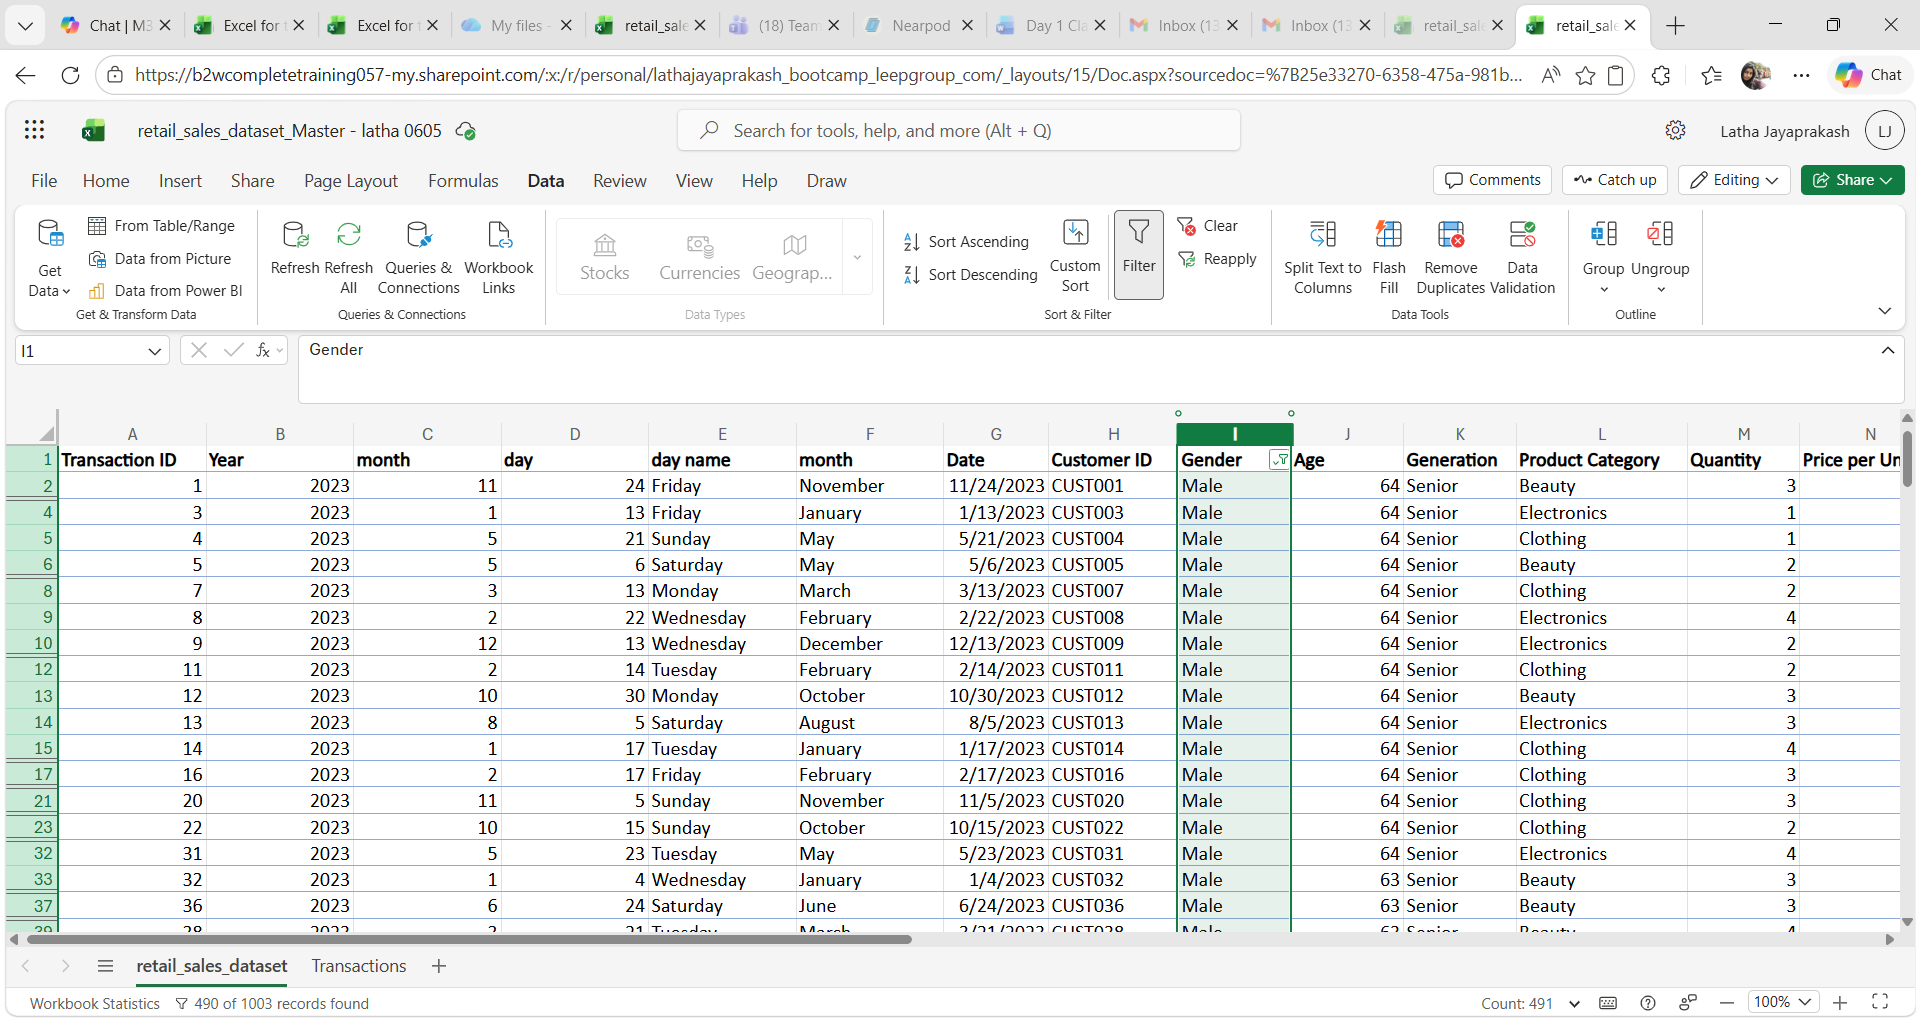 Chat | M3
Excel for t
Excel for t
My files -
retail_sale
(18) Team
Nearpod
Day 1 Cla
Inbox (13
Inbox (13
retail_sale
retail_sale
https://b2wcompletetraining057-my.sharepoint.com/:x:/r/personal/lathajayaprakash_bootcamp_leepgroup_com/_layouts/15/Doc.aspx?sourcedoc=%7B25e33270-6358-475a-981b...
Chat
retail_sales_dataset_Master - latha 0605
Search for tools, help, and more (Alt + Q)
Latha Jayaprakash
LJ
File Home Insert Share Page Layout Formulas Data Review View Help Draw
Comments
Catch up
Editing
Share
Get Data
From Table/Range
Data from Picture
Data from Power BI
Get & Transform Data
Refresh
Refresh All
Queries & Connections
Workbook Links
Queries & Connections
Stocks
Currencies
Geograp...
Data Types
Sort Ascending
Sort Descending
Custom Sort
Filter
Clear
Reapply
Sort & Filter
Split Text to Columns
Flash Fill
Remove Duplicates
Data Validation
Data Tools
Group
Ungroup
Outline
I1
fx
Gender
A B C D E F G H I J K L M N
1 Transaction ID Year month day day name month Date Customer ID Gender Age Generation Product Category Quantity Price per Un
2 1 2023 11 24 Friday November 11/24/2023 CUST001 Male 64 Senior Beauty 3
4 3 2023 1 13 Friday January 1/13/2023 CUST003 Male 64 Senior Electronics 1
5 4 2023 5 21 Sunday May 5/21/2023 CUST004 Male 64 Senior Clothing 1
6 5 2023 5 6 Saturday May 5/6/2023 CUST005 Male 64 Senior Beauty 2
8 7 2023 3 13 Monday March 3/13/2023 CUST007 Male 64 Senior Clothing 2
9 8 2023 2 22 Wednesday February 2/22/2023 CUST008 Male 64 Senior Electronics 4
10 9 2023 12 13 Wednesday December 12/13/2023 CUST009 Male 64 Senior Electronics 2
12 11 2023 2 14 Tuesday February 2/14/2023 CUST011 Male 64 Senior Clothing 2
13 12 2023 10 30 Monday October 10/30/2023 CUST012 Male 64 Senior Beauty 3
14 13 2023 8 5 Saturday August 8/5/2023 CUST013 Male 64 Senior Electronics 3
15 14 2023 1 17 Tuesday January 1/17/2023 CUST014 Male 64 Senior Clothing 4
17 16 2023 2 17 Friday February 2/17/2023 CUST016 Male 64 Senior Clothing 3
21 20 2023 11 5 Sunday November 11/5/2023 CUST020 Male 64 Senior Clothing 3
23 22 2023 10 15 Sunday October 10/15/2023 CUST022 Male 64 Senior Clothing 2
32 31 2023 5 23 Tuesday May 5/23/2023 CUST031 Male 64 Senior Electronics 4
33 32 2023 1 4 Wednesday January 1/4/2023 CUST032 Male 63 Senior Beauty 3
37 36 2023 6 24 Saturday June 6/24/2023 CUST036 Male 63 Senior Beauty 3
retail_sales_dataset
Transactions
Workbook Statistics
490 of 1003 records found
Count: 491
100%